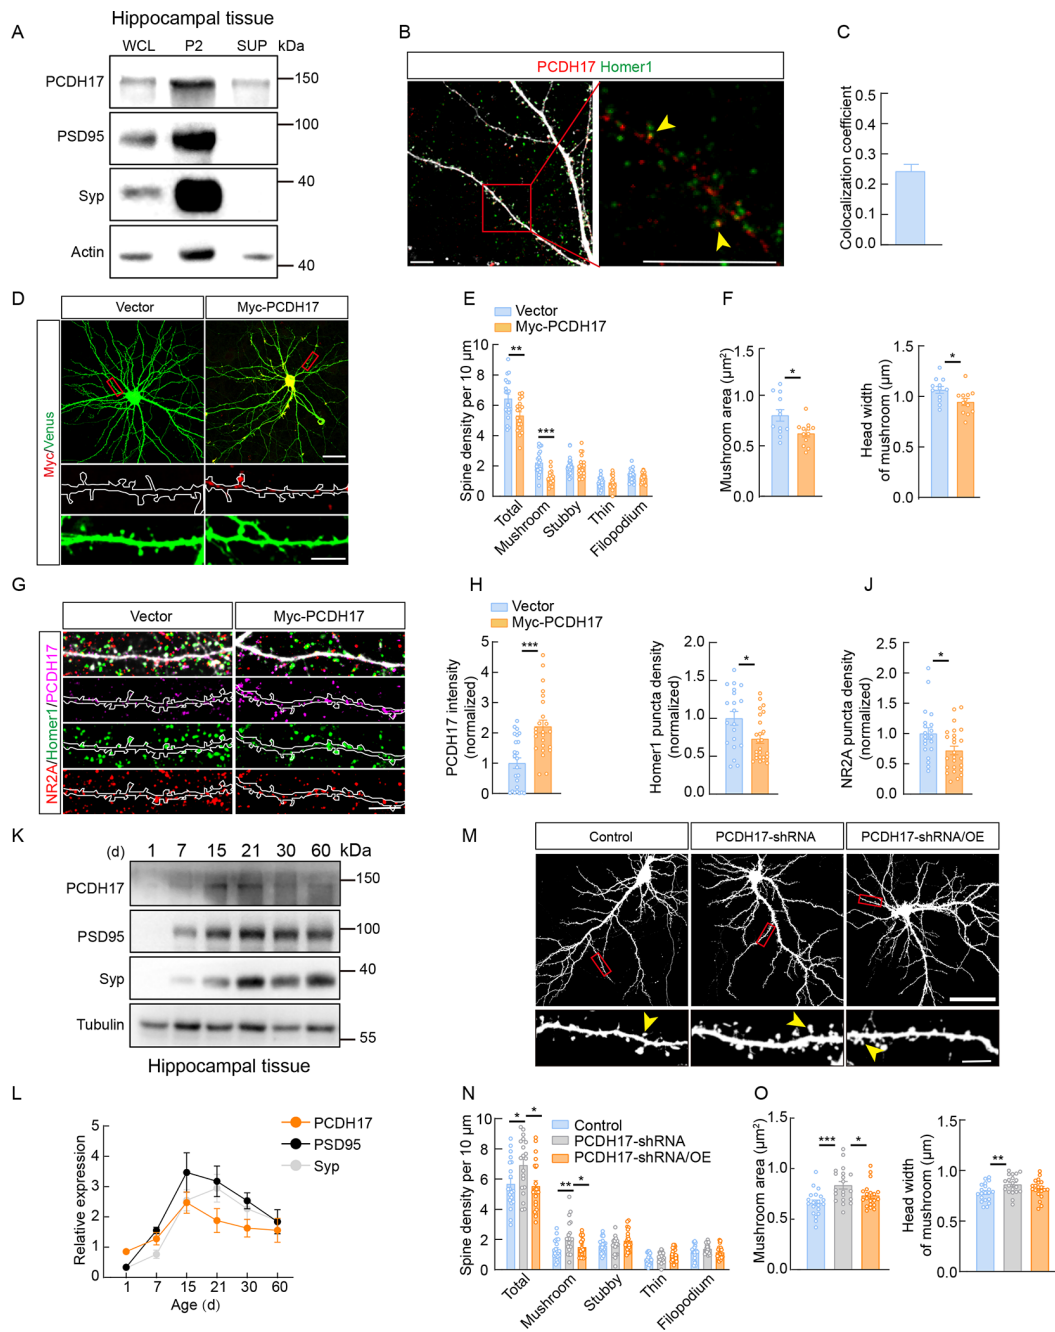 A
Hippocampal tissue
WCL P2 SUP kDa
PCDH17
150
PSD95
100
Syp
40
Actin
40
B
PCDH17 Homer1
C
Colocalization coefficient
0.5
0.4
0.3
0.2
0.1
0.0
D
Vector Myc-PCDH17
Myc/Venus
E
Vector
Myc-PCDH17
Spine density per 10 μm
10
8
6
4
2
0
** ***
Total
Mushroom
Stubby
Thin
Filopodium
F
Mushroom area (μm²)
1.5
1.0
0.5
0.0
*
Head width
of mushroom (μm)
1.5
1.0
0.5
0.0
*
G
Vector Myc-PCDH17
NR2A/Homer1/PCDH17
H
Vector
Myc-PCDH17
PCDH17 intensity
(normalized)
5
4
3
2
1
0
***
Homer1 puncta density
(normalized)
2.0
1.5
1.0
0.5
0.0
*
J
NR2A puncta density
(normalized)
2.5
2.0
1.5
1.0
0.5
0.0
*
K
(d) 1 7 15 21 30 60 kDa
PCDH17
150
PSD95
100
Syp
40
Tubulin
55
Hippocampal tissue
L
PCDH17
PSD95
Syp
Relative expression
5
4
3
2
1
0
1 7 15 21 30 60
Age (d)
M
Control PCDH17-shRNA PCDH17-shRNA/OE
N
Control
PCDH17-shRNA
PCDH17-shRNA/OE
Spine density per 10 μm
10
8
6
4
2
0
* *
** *
Total
Mushroom
Stubby
Thin
Filopodium
O
Mushroom area (μm²)
1.5
1.0
0.5
0.0
*** *
Head width
of mushroom (μm)
1.5
1.0
0.5
0.0
**